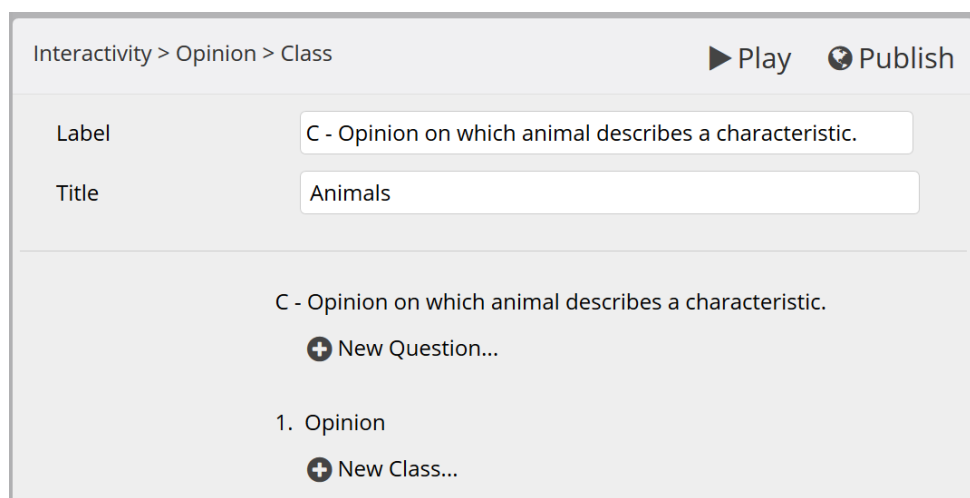 Interactivity > Opinion > Class Play Publish
Label C - Opinion on which animal describes a characteristic.
Title Animals
C - Opinion on which animal describes a characteristic.
New Question...
1. Opinion
New Class...